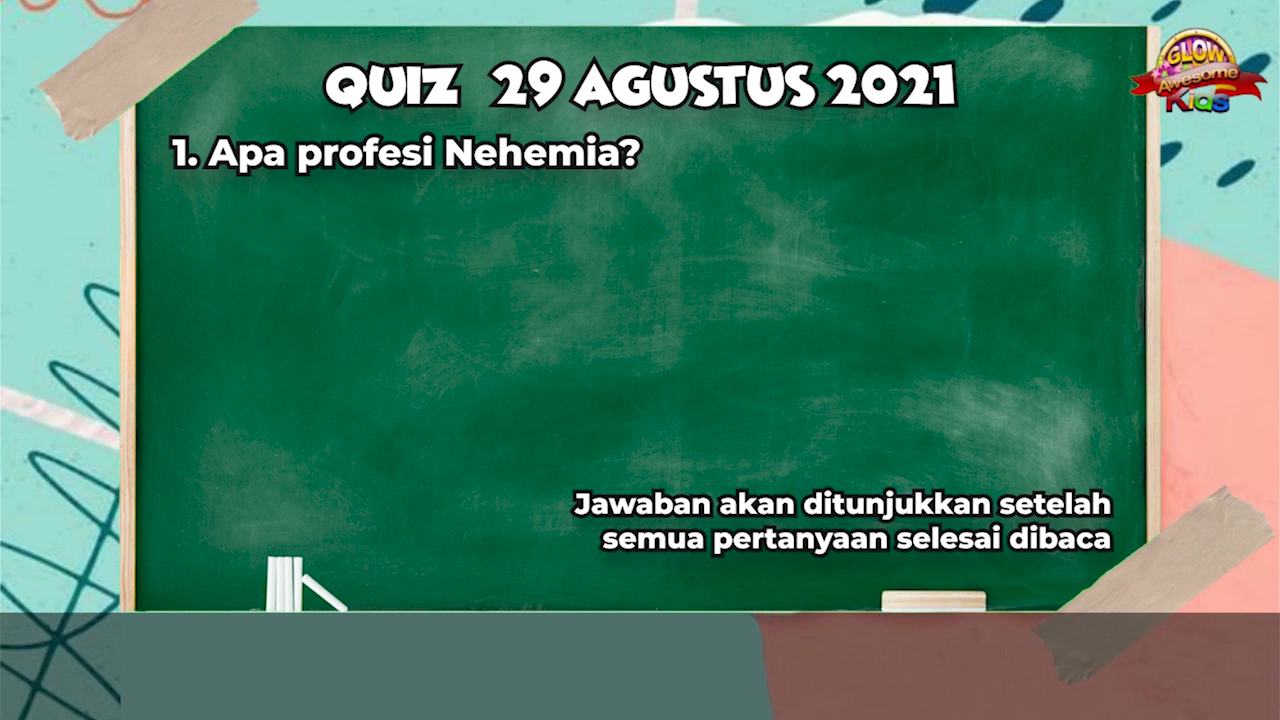 QUIZ 29 AGUSTUS 2021
GLOW
Awesome
Kids
1. Apa profesi Nehemia?
Jawaban akan ditunjukkan setelah
semua pertanyaan selesai dibaca